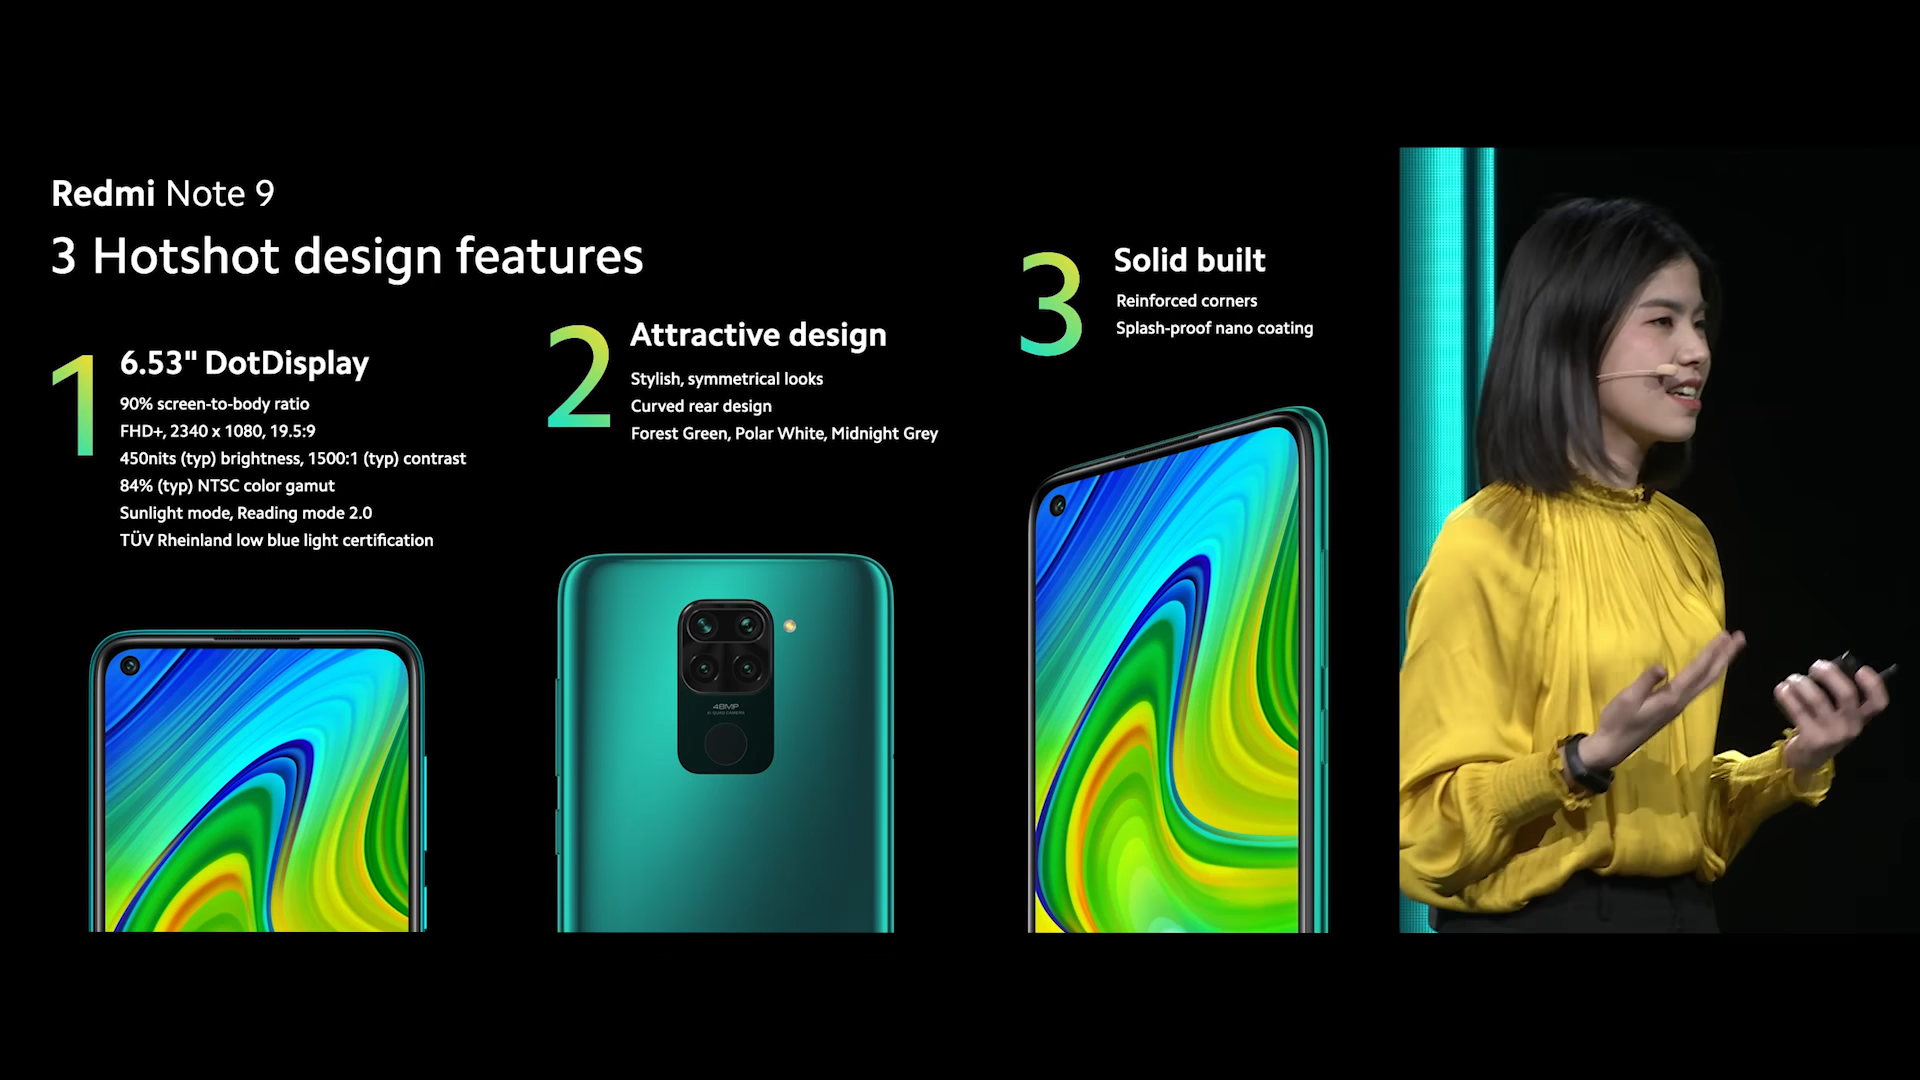 Redmi Note 9
3 Hotshot design features
1
6.53" DotDisplay
90% screen-to-body ratio
FHD+, 2340 x 1080, 19.5:9
450nits (typ) brightness, 1500:1 (typ) contrast
84% (typ) NTSC color gamut
Sunlight mode, Reading mode 2.0
TÜV Rheinland low blue light certification
2
Attractive design
Stylish, symmetrical looks
Curved rear design
Forest Green, Polar White, Midnight Grey
48MP
AI QUAD CAMERA
3
Solid built
Reinforced corners
Splash-proof nano coating